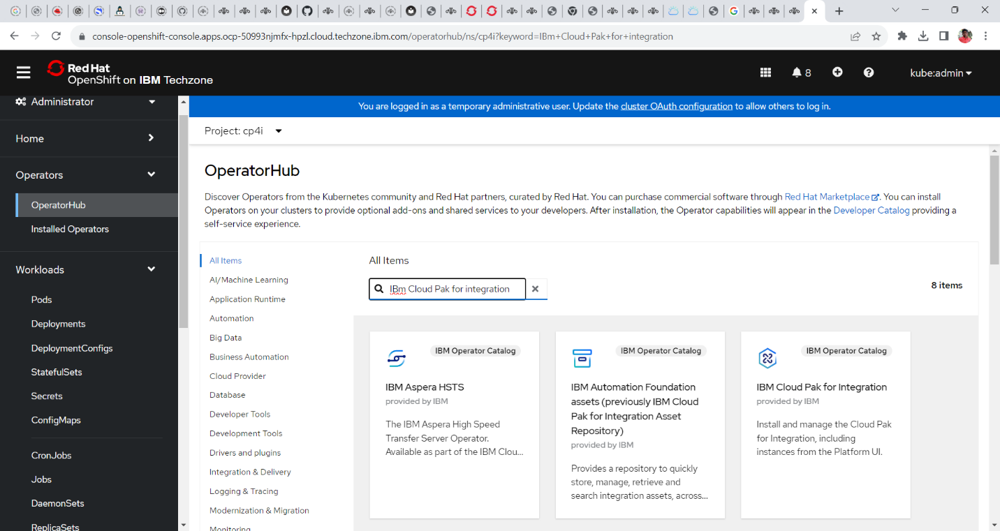 console-openshift-console.apps.ocp-50993njmfx-hpzl.cloud.techzone.ibm.com/operatorhub/ns/cp4i?keyword=IBm+Cloud+Pak+for+integration
Red Hat
OpenShift on IBM Techzone
8
kube:admin
Administrator
Home
Operators
OperatorHub
Installed Operators
Workloads
Pods
Deployments
DeploymentConfigs
StatefulSets
Secrets
ConfigMaps
CronJobs
Jobs
DaemonSets
ReplicaSets
You are logged in as a temporary administrative user. Update the cluster OAuth configuration to allow others to log in.
Project: cp4i
OperatorHub
Discover Operators from the Kubernetes community and Red Hat partners, curated by Red Hat. You can purchase commercial software through Red Hat Marketplace. You can install
Operators on your clusters to provide optional add-ons and shared services to your developers. After installation, the Operator capabilities will appear in the Developer Catalog providing a
self-service experience.
All Items
AI/Machine Learning
Application Runtime
Automation
Big Data
Business Automation
Cloud Provider
Database
Developer Tools
Development Tools
Drivers and plugins
Integration & Delivery
Logging & Tracing
Modernization & Migration
Monitoring
All Items
IBm Cloud Pak for integration
8 items
IBM Operator Catalog
IBM Aspera HSTS
provided by IBM
The IBM Aspera High Speed
Transfer Server Operator.
Available as part of the IBM Clou...
IBM Operator Catalog
IBM Automation Foundation
assets (previously IBM Cloud
Pak for Integration Asset
Repository)
provided by IBM
Provides a repository to quickly
store, manage, retrieve and
search integration assets, across...
IBM Operator Catalog
IBM Cloud Pak for Integration
provided by IBM
Install and manage the Cloud Pak
for Integration, including
instances from the Platform UI.